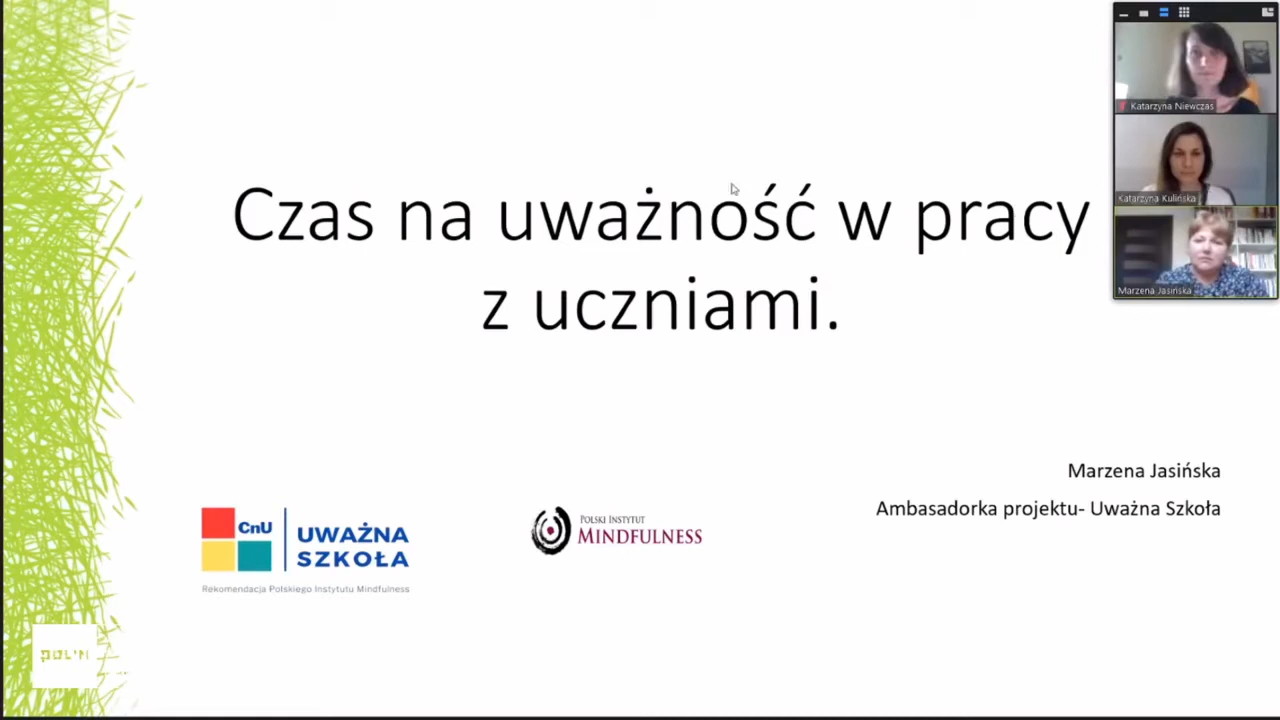 Czas na uważność w pracy
z uczniami.
Marzena Jasińska
Ambasadorka projektu- Uważna Szkoła
CnU
UWAŻNA
SZKOŁA
Rekomendacja Polskiego Instytutu Mindfulness
POLSKI INSTYTUT
MINDFULNESS
POLIN
Katarzyna Niewczas
Katarzyna Kulińska
Marzena Jasińska